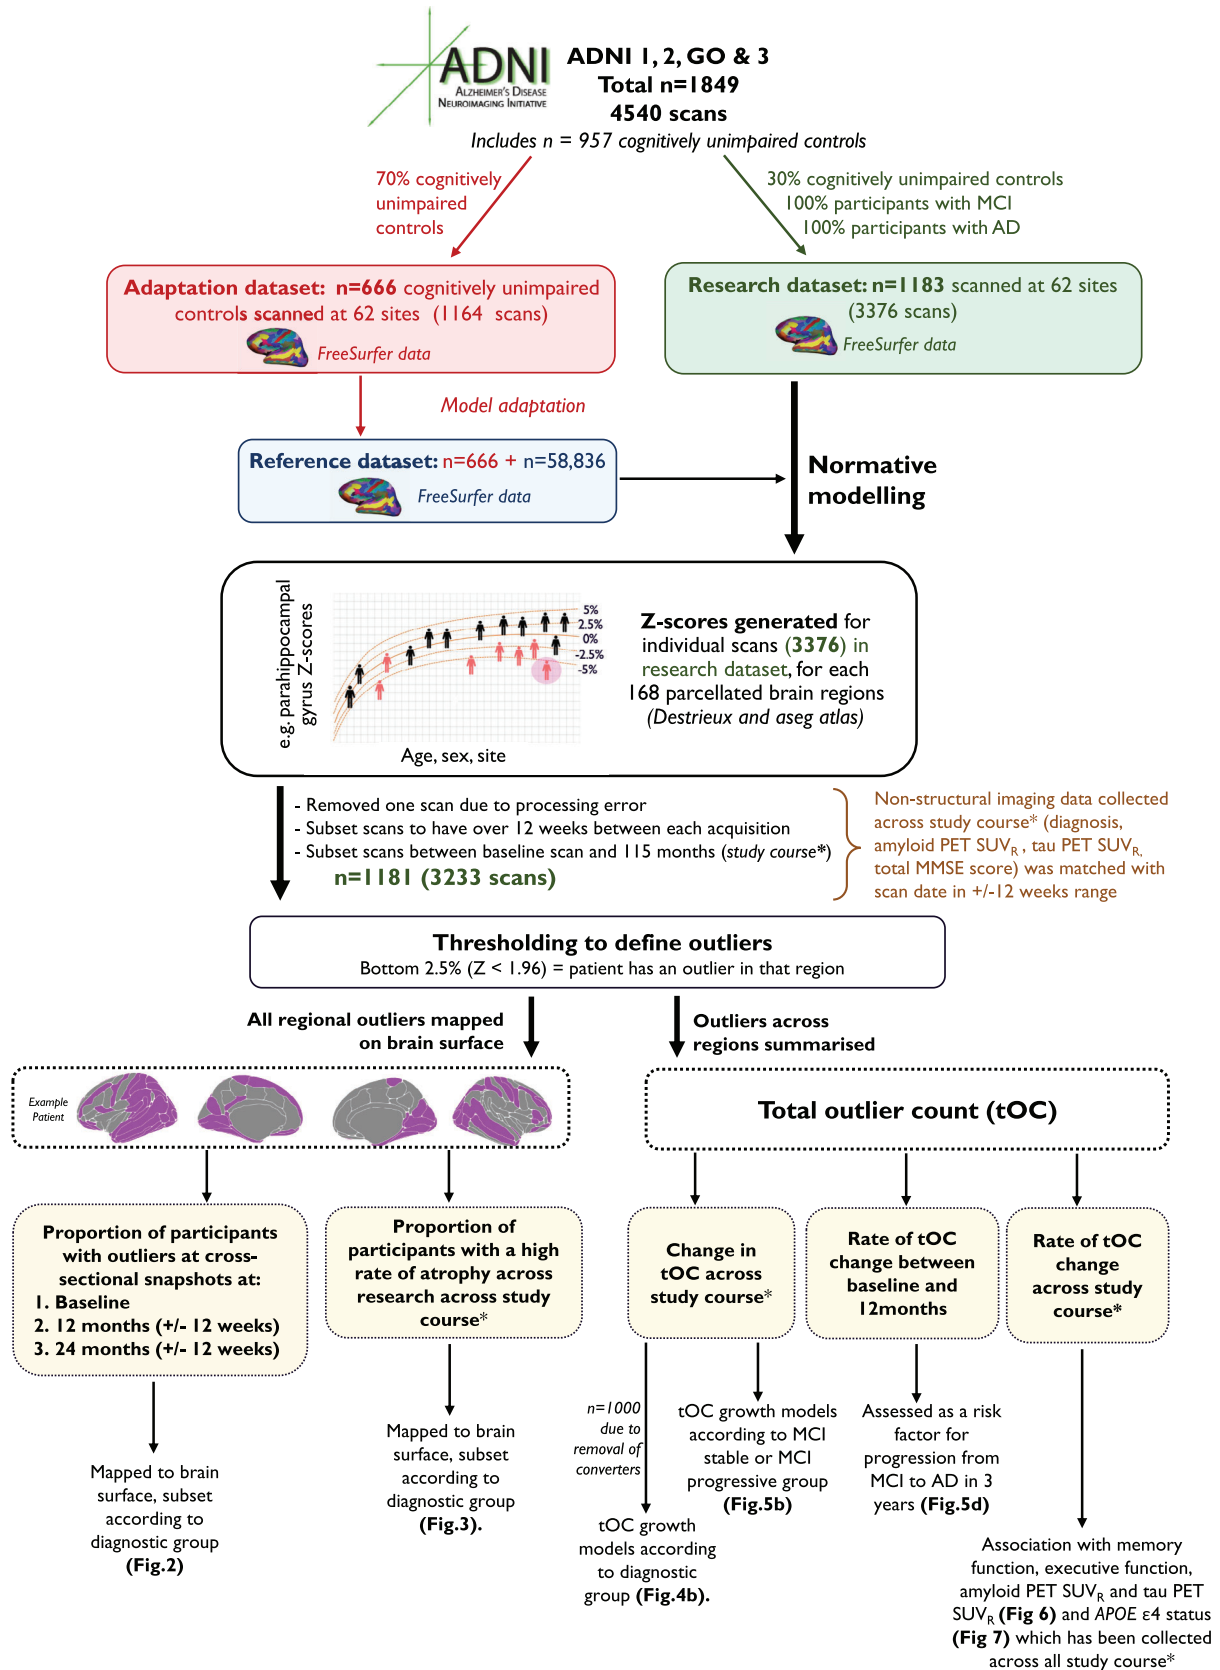 ADNI
ALZHEIMER'S DISEASE
NEUROIMAGING INITIATIVE
ADNI 1, 2, GO & 3
Total n=1849
4540 scans
Includes n = 957 cognitively unimpaired controls
70% cognitively
unimpaired
controls
30% cognitively unimpaired controls
100% participants with MCI
100% participants with AD
Adaptation dataset: n=666 cognitively unimpaired
controls scanned at 62 sites (1164 scans)
FreeSurfer data
Research dataset: n=1183 scanned at 62 sites
(3376 scans)
FreeSurfer data
Model adaptation
Reference dataset: n=666 + n=58,836
FreeSurfer data
Normative
modelling
e.g. parahippocampal
gyrus Z-scores
5%
2.5%
0%
-2.5%
-5%
Age, sex, site
Z-scores generated for
individual scans (3376) in
research dataset, for each
168 parcellated brain regions
(Destrieux and aseg atlas)
- Removed one scan due to processing error
- Subset scans to have over 12 weeks between each acquisition
- Subset scans between baseline scan and 115 months (study course*)
n=1181 (3233 scans)
Non-structural imaging data collected
across study course* (diagnosis,
amyloid PET SUVR , tau PET SUVR,
total MMSE score) was matched with
scan date in +/-12 weeks range
Thresholding to define outliers
Bottom 2.5% (Z < 1.96) = patient has an outlier in that region
All regional outliers mapped
on brain surface
Outliers across
regions summarised
Example
Patient
Total outlier count (tOC)
Proportion of participants
with outliers at cross-
sectional snapshots at:
1. Baseline
2. 12 months (+/- 12 weeks)
3. 24 months (+/- 12 weeks)
Proportion of
participants with a high
rate of atrophy across
research across study
course*
Change in
tOC across
study course*
Rate of tOC
change between
baseline and
12months
Rate of tOC
change
across study
course*
Mapped to brain
surface, subset
according to
diagnostic group
(Fig.2)
Mapped to brain
surface, subset
according to
diagnostic group
(Fig.3).
n=1000
due to
removal of
converters
tOC growth
models according
to diagnostic
group (Fig.4b).
tOC growth models
according to MCI
stable or MCI
progressive group
(Fig.5b)
Assessed as a risk
factor for
progression from
MCI to AD in 3
years (Fig.5d)
Association with memory
function, executive function,
amyloid PET SUVR and tau PET
SUVR (Fig 6) and APOE ε4 status
(Fig 7) which has been collected
across all study course*